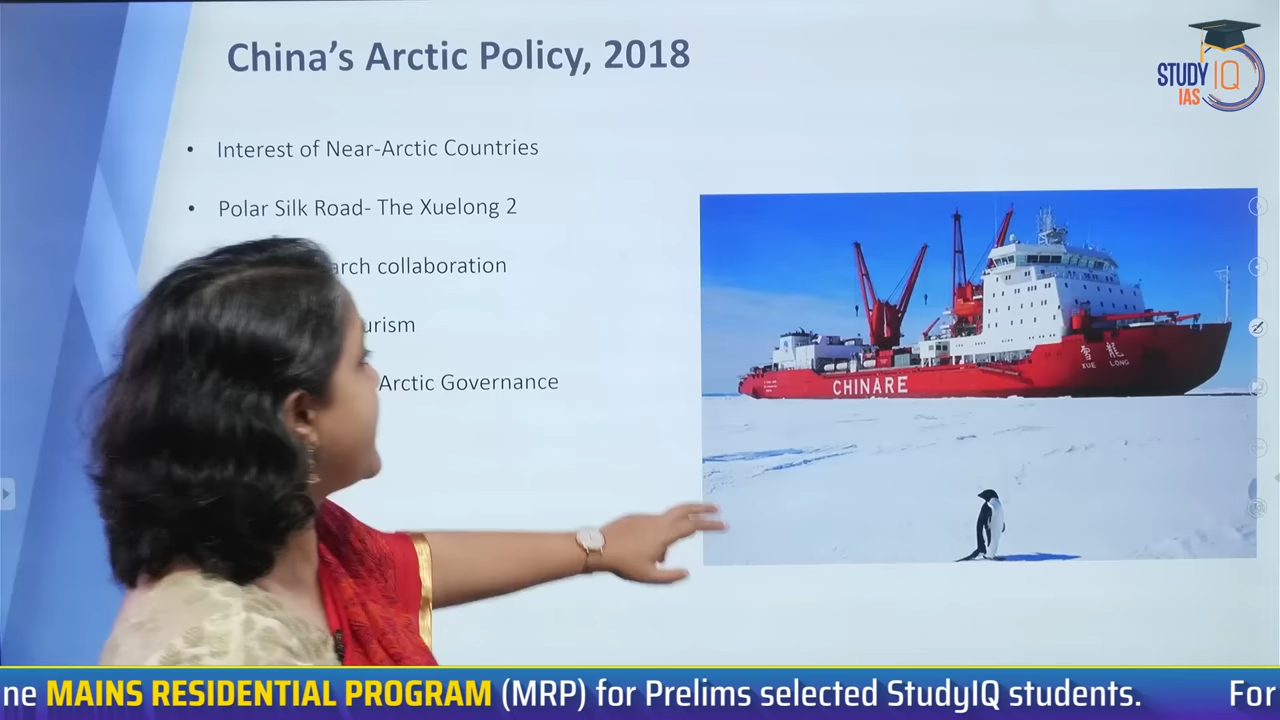 China's Arctic Policy, 2018
STUDY IQ
IAS
• Interest of Near-Arctic Countries
• Polar Silk Road- The Xuelong 2
arch collaboration
urism
Arctic Governance
雪龍
XUE LONG
CHINARE
ne MAINS RESIDENTIAL PROGRAM (MRP) for Prelims selected StudyIQ students. For